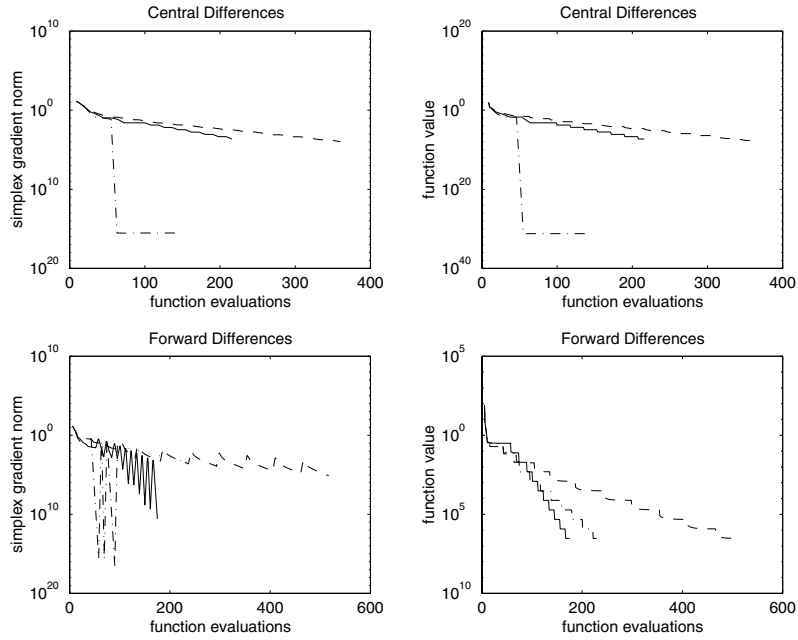 Central Differences
10^10
10^0
10^10
10^20
simplex gradient norm
0 100 200 300 400
function evaluations
Central Differences
10^20
10^0
10^20
10^40
function value
0 100 200 300 400
function evaluations
Forward Differences
10^10
10^0
10^10
10^20
simplex gradient norm
0 200 400 600
function evaluations
Forward Differences
10^5
10^0
10^5
10^10
function value
0 200 400 600
function evaluations